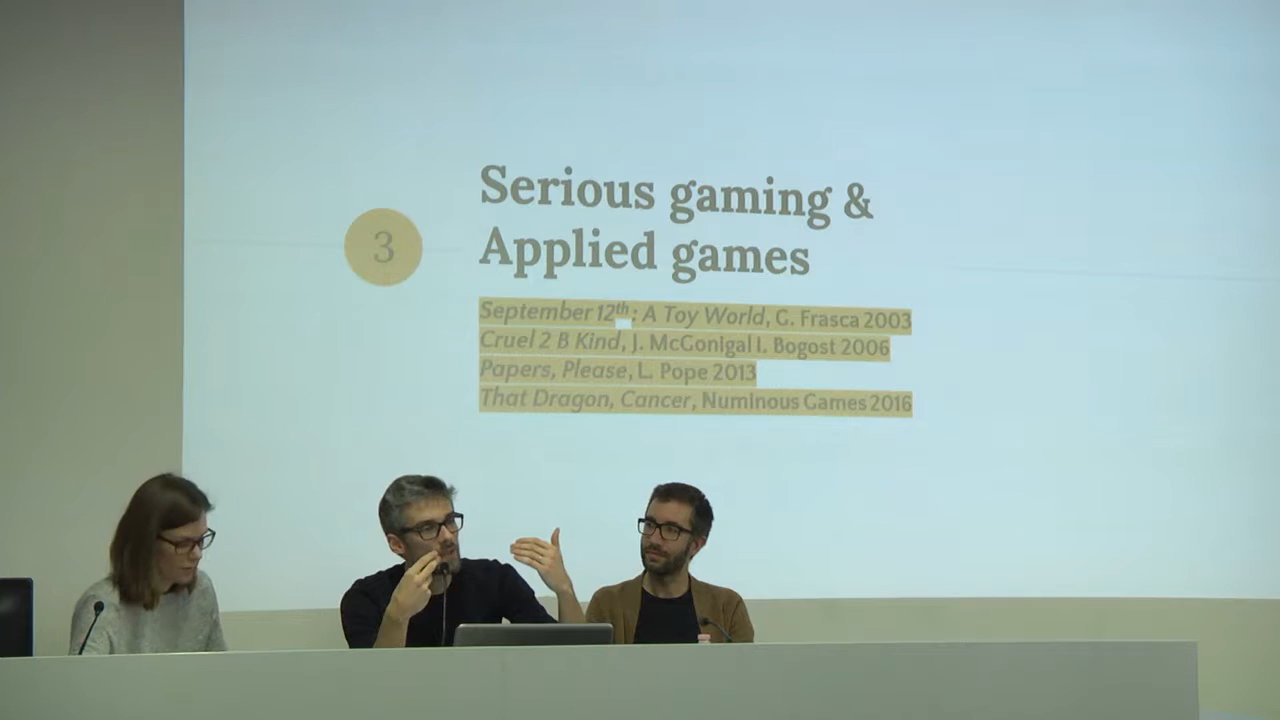 3
Serious gaming &
Applied games
September 12th: A Toy World, G. Frasca 2003
Cruel 2 B Kind, J. McGonigal I. Bogost 2006
Papers, Please, L. Pope 2013
That Dragon, Cancer, Numinous Games 2016